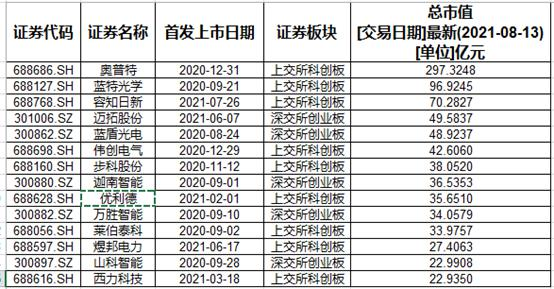 证券代码 证券名称 首发上市日期 证券板块 总市值
[交易日期]最新(2021-08-13)
[单位]亿元
688686.SH 奥普特 2020-12-31 上交所科创板 297.3248
688127.SH 蓝特光学 2020-09-21 上交所科创板 96.9245
688768.SH 容知日新 2021-07-26 上交所科创板 70.2827
301006.SZ 迈拓股份 2021-06-07 深交所创业板 49.5837
300862.SZ 蓝盾光电 2020-08-24 深交所创业板 48.9237
688698.SH 伟创电气 2020-12-29 上交所科创板 42.6060
688160.SH 步科股份 2020-11-12 上交所科创板 38.0520
300880.SZ 迦南智能 2020-09-01 深交所创业板 36.5353
688628.SH 优利德 2021-02-01 上交所科创板 35.6510
300882.SZ 万胜智能 2020-09-10 深交所创业板 34.0579
688056.SH 莱伯泰科 2020-09-02 上交所科创板 33.9757
688597.SH 煜邦电力 2021-06-17 上交所科创板 27.4063
300897.SZ 山科智能 2020-09-28 深交所创业板 22.9908
688616.SH 西力科技 2021-03-18 上交所科创板 22.9350